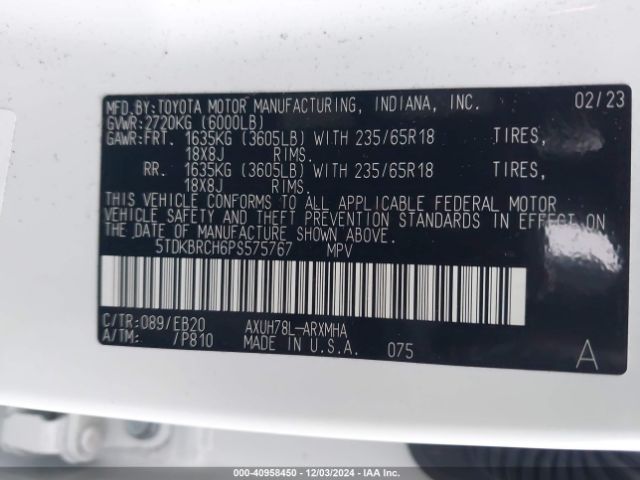 MFD.BY:TOYOTA MOTOR MANUFACTURING, INDIANA, INC. 02/23
GVWR:2720KG (6000LB)
GAWR:FRT. 1635KG (3605LB) WITH 235/65R18 TIRES,
18X8J RIMS.
RR. 1635KG (3605LB) WITH 235/65R18 TIRES,
18X8J RIMS.
THIS VEHICLE CONFORMS TO ALL APPLICABLE FEDERAL MOTOR
VEHICLE SAFETY AND THEFT PREVENTION STANDARDS IN EFFECT ON
THE DATE OF MANUFACTURE SHOWN ABOVE.
5TDKBRCH6PS575767 MPV
C/TR:089/EB20 AXUH78L-ARXMHA
A/TM: /P810 MADE IN U.S.A. 075 A
000-40958450 - 12/03/2024 - IAA Inc.